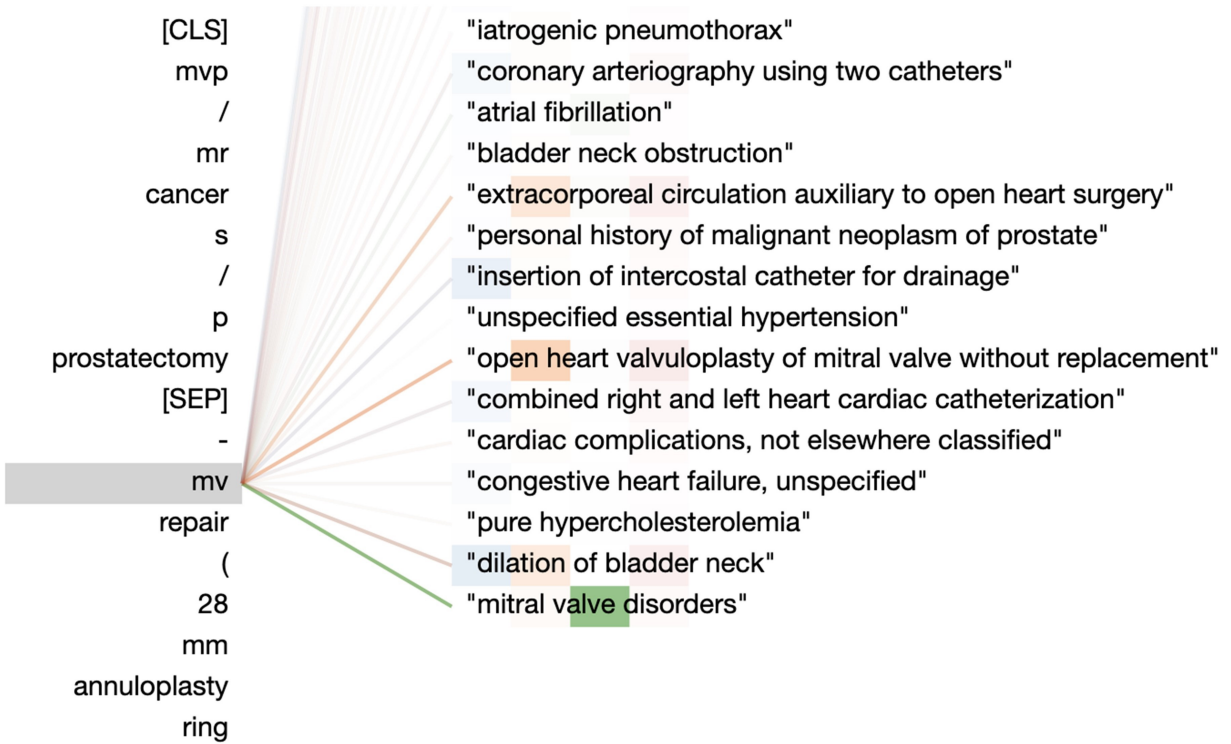 [CLS] "iatrogenic pneumothorax"
mvp "coronary arteriography using two catheters"
/ "atrial fibrillation"
mr "bladder neck obstruction"
cancer "extracorporeal circulation auxiliary to open heart surgery"
s "personal history of malignant neoplasm of prostate"
/ "insertion of intercostal catheter for drainage"
p "unspecified essential hypertension"
prostatectomy "open heart valvuloplasty of mitral valve without replacement"
[SEP] "combined right and left heart cardiac catheterization"
- "cardiac complications, not elsewhere classified"
mv "congestive heart failure, unspecified"
repair "pure hypercholesterolemia"
( "dilation of bladder neck"
28 "mitral valve disorders"
mm
annuloplasty
ring